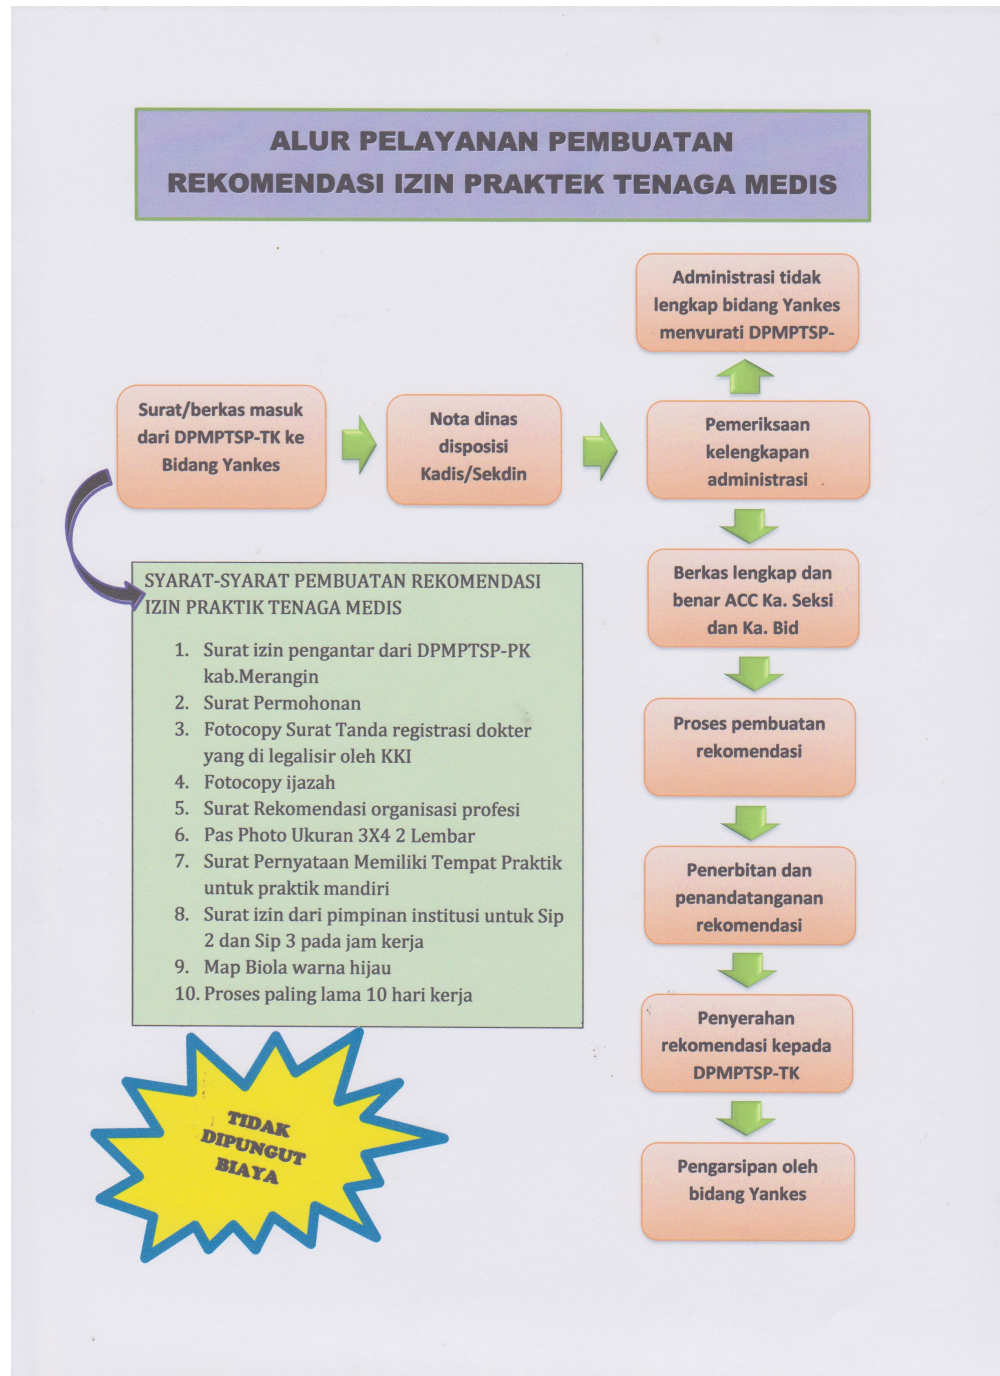 ALUR PELAYANAN PEMBUATAN
REKOMENDASI IZIN PRAKTEK TENAGA MEDIS
Administrasi tidak
lengkap bidang Yankes
menyurati DPMPTSP-
Surat/berkas masuk
dari DPMPTSP-TK ke
Bidang Yankes
Nota dinas
disposisi
Kadis/Sekdin
Pemeriksaan
kelengkapan
administrasi
Berkas lengkap dan
benar ACC Ka. Seksi
dan Ka. Bid
Proses pembuatan
rekomendasi
Penerbitan dan
penandatanganan
rekomendasi
Penyerahan
rekomendasi kepada
DPMPTSP-TK
Pengarsipan oleh
bidang Yankes
SYARAT-SYARAT PEMBUATAN REKOMENDASI
IZIN PRAKTIK TENAGA MEDIS
1. Surat izin pengantar dari DPMPTSP-PK
kab.Merangin
2. Surat Permohonan
3. Fotocopy Surat Tanda registrasi dokter
yang di legalisir oleh KKI
4. Fotocopy ijazah
5. Surat Rekomendasi organisasi profesi
6. Pas Photo Ukuran 3X4 2 Lembar
7. Surat Pernyataan Memiliki Tempat Praktik
untuk praktik mandiri
8. Surat izin dari pimpinan institusi untuk Sip
2 dan Sip 3 pada jam kerja
9. Map Biola warna hijau
10. Proses paling lama 10 hari kerja
TIDAK
DIPUNGUT
BIAYA